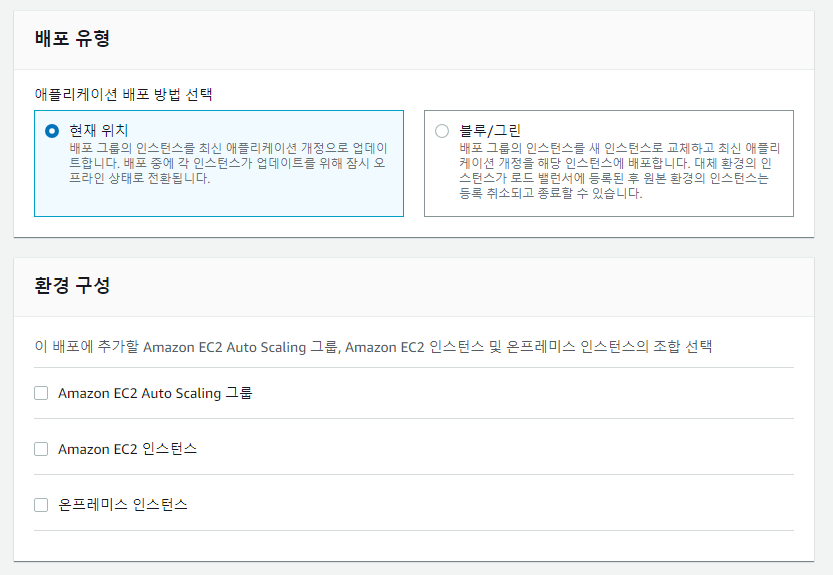 배포 유형
애플리케이션 배포 방법 선택
현재 위치
배포 그룹의 인스턴스를 최신 애플리케이션 개정으로 업데이
트합니다. 배포 중에 각 인스턴스가 업데이트를 위해 잠시 오
프라인 상태로 전환됩니다.
블루/그린
배포 그룹의 인스턴스를 새 인스턴스로 교체하고 최신 애플리
케이션 개정을 해당 인스턴스에 배포합니다. 대체 환경의 인
스턴스가 로드 밸런서에 등록된 후 원본 환경의 인스턴스는
등록 취소되고 종료할 수 있습니다.
환경 구성
이 배포에 추가할 Amazon EC2 Auto Scaling 그룹, Amazon EC2 인스턴스 및 온프레미스 인스턴스의 조합 선택
Amazon EC2 Auto Scaling 그룹
Amazon EC2 인스턴스
온프레미스 인스턴스